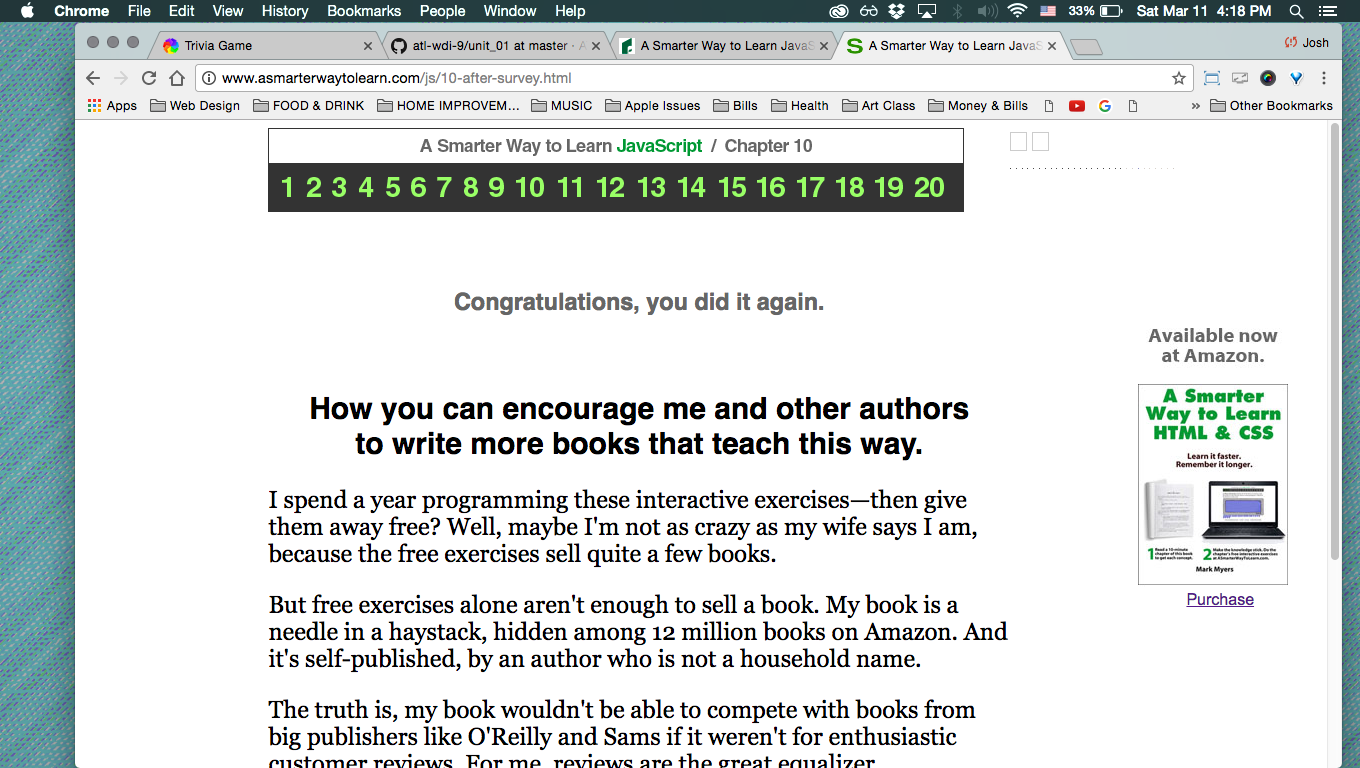 Chrome File Edit View History Bookmarks People Window Help 33% Sat Mar 11 4:18 PM
Trivia Game atl-wdi-9/unit_01 at master · A A Smarter Way to Learn JavaS A Smarter Way to Learn JavaS Josh
www.asmarterwaytolearn.com/js/10-after-survey.html
Apps Web Design FOOD & DRINK HOME IMPROVEM... MUSIC Apple Issues Bills Health Art Class Money & Bills » Other Bookmarks
A Smarter Way to Learn JavaScript / Chapter 10
1 2 3 4 5 6 7 8 9 10 11 12 13 14 15 16 17 18 19 20
Congratulations, you did it again.
How you can encourage me and other authors
to write more books that teach this way.
I spend a year programming these interactive exercises—then give
them away free? Well, maybe I'm not as crazy as my wife says I am,
because the free exercises sell quite a few books.
But free exercises alone aren't enough to sell a book. My book is a
needle in a haystack, hidden among 12 million books on Amazon. And
it's self-published, by an author who is not a household name.
The truth is, my book wouldn't be able to compete with books from
big publishers like O'Reilly and Sams if it weren't for enthusiastic
customer reviews. For me, reviews are the great equalizer.
Available now
at Amazon.
A Smarter
Way to Learn
HTML & CSS
Learn it faster.
Remember it longer.
1 Read a 10-minute
chapter of this book
to get each concept.
2 Make the knowledge stick. Do the
chapter's free interactive exercises
at ASmarterWayToLearn.com.
Mark Myers
Purchase